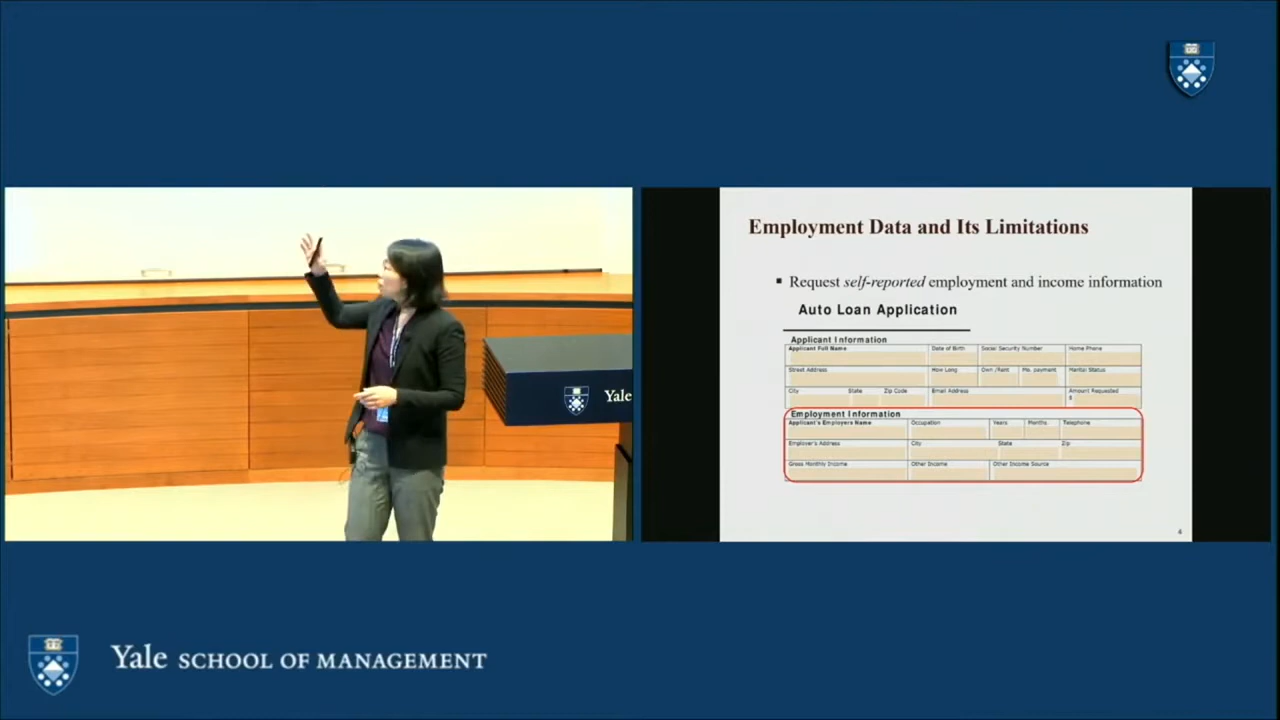 Employment Data and Its Limitations
▪ Request self-reported employment and income information
Auto Loan Application
Applicant Information
Applicant Full Name Date of Birth Social Security Number Home Phone
Street Address How Long Own /Rent Mo. payment Marital Status
City State Zip Code Email Address Amount Requested
$
Employment Information
Applicant's Employers Name Occupation Years Months Telephone
Employer's Address City State Zip
Gross Monthly Income Other Income Other Income Source
4
Yale
Yale SCHOOL OF MANAGEMENT